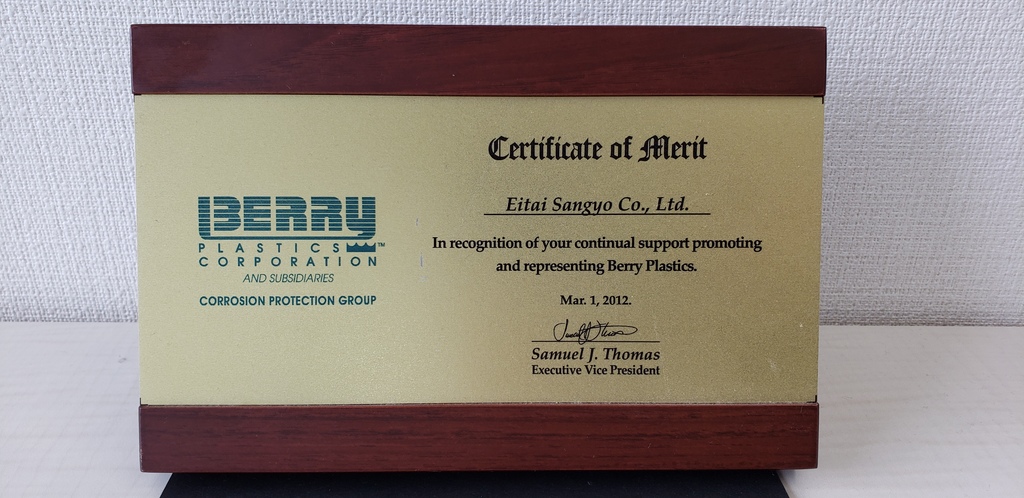 BERRY
PLASTICS ™
CORPORATION
AND SUBSIDIARIES
CORROSION PROTECTION GROUP
Certificate of Merit
Eitai Sangyo Co., Ltd.
In recognition of your continual support promoting
and representing Berry Plastics.
Mar. 1, 2012.
Samuel J. Thomas
Executive Vice President